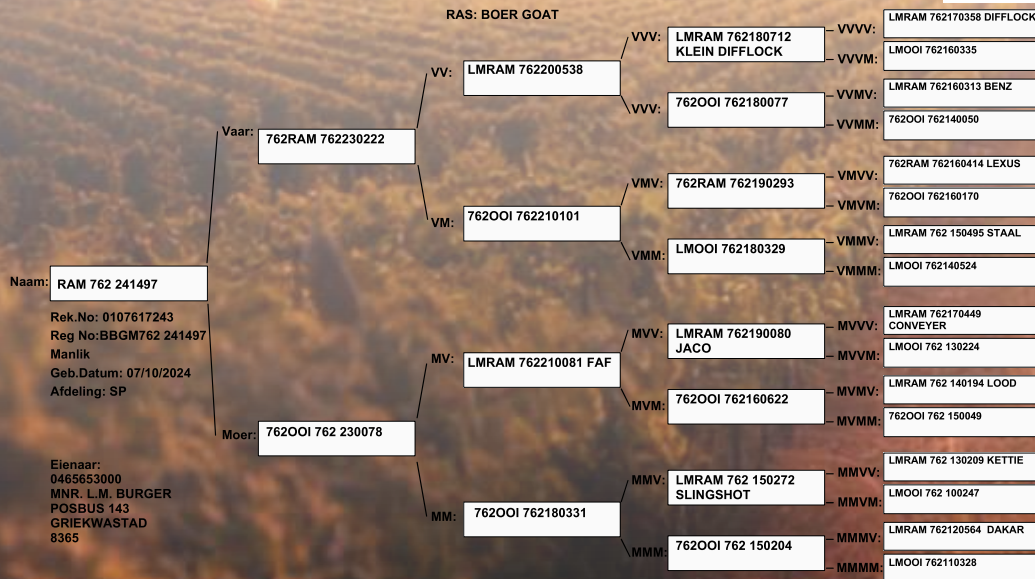 RAS: BOER GOAT
Naam:
RAM 762 241497
Rek.No: 0107617243
Reg No:BBGM762 241497
Manlik
Geb.Datum: 07/10/2024
Afdeling: SP
Eienaar:
0465653000
MNR. L.M. BURGER
POSBUS 143
GRIEKWASTAD
8365
Vaar:
762RAM 762230222
Moer:
762OOI 762 230078
VV:
LMRAM 762200538
VM:
762OOI 762210101
MV:
LMRAM 762210081 FAF
MM:
762OOI 762180331
VVV:
LMRAM 762180712
KLEIN DIFFLOCK
VVV:
762OOI 762180077
VMV:
762RAM 762190293
VMM:
LMOOI 762180329
MVV:
LMRAM 762190080
JACO
MVM:
762OOI 762160622
MMV:
LMRAM 762 150272
SLINGSHOT
MMM:
762OOI 762 150204
VVVV:
LMRAM 762170358 DIFFLOCK
VVVM:
LMOOI 762160335
VVMV:
LMRAM 762160313 BENZ
VVMM:
762OOI 762140050
VMVV:
762RAM 762160414 LEXUS
VMVM:
762OOI 762160170
VMMV:
LMRAM 762 150495 STAAL
VMMM:
LMOOI 762140524
MVVV:
LMRAM 762170449
CONVEYER
MVVM:
LMOOI 762 130224
MVMV:
LMRAM 762 140194 LOOD
MVMM:
762OOI 762 150049
MMVV:
LMRAM 762 130209 KETTIE
MMVM:
LMOOI 762 100247
MMMV:
LMRAM 762120564 DAKAR
MMMM:
LMOOI 762110328